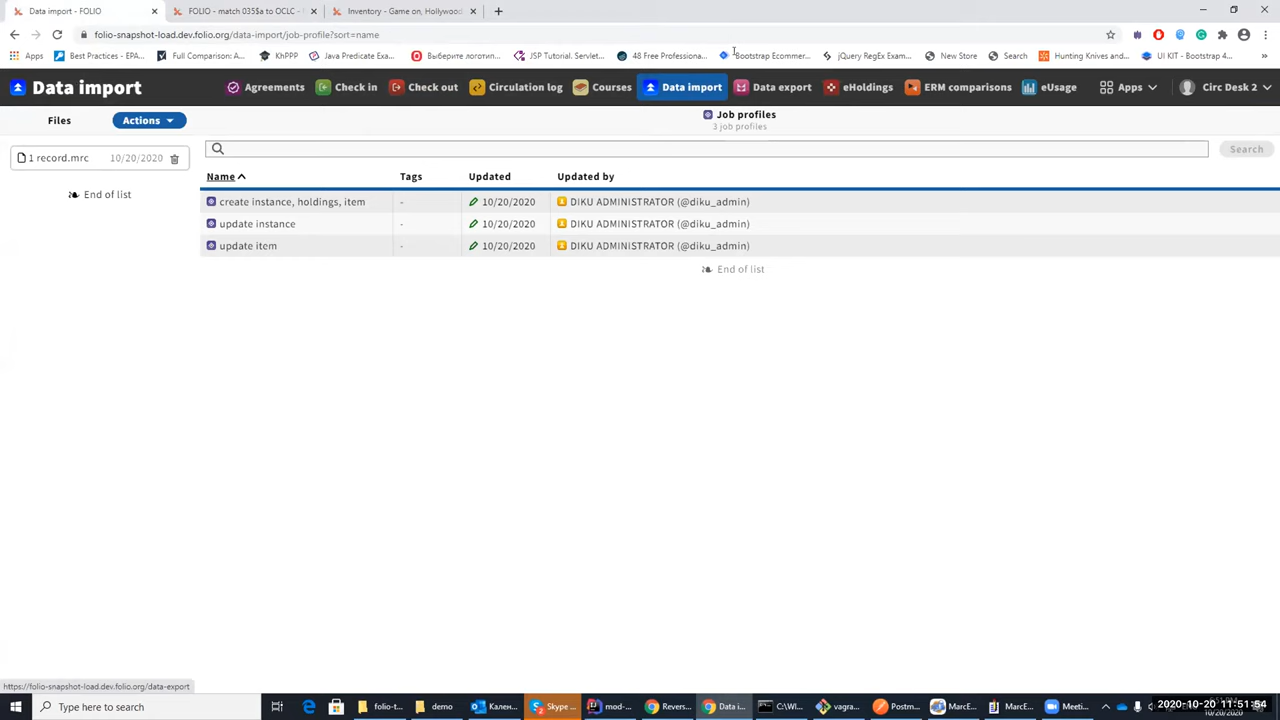 Data import - FOLIO
FOLIO - match 035$a to OCLC -
Inventory - Game on, Hollywood
folio-snapshot-load.dev.folio.org/data-import/job-profile?sort=name
Apps
Best Practices - EPA...
Full Comparison: A...
KhPPP
Java Predicate Exa...
Выберите логотип...
JSP Tutorial. Servlet...
48 Free Professiona...
Bootstrap Ecommer...
jQuery RegEx Exam...
New Store
Search
Hunting Knives and...
UI KIT - Bootstrap 4...
»
Data import
Agreements
Check in
Check out
Circulation log
Courses
Data import
Data export
eHoldings
ERM comparisons
eUsage
Apps
Circ Desk 2
Files
Actions
Job profiles
3 job profiles
1 record.mrc 10/20/2020
Search
End of list
Name Tags Updated Updated by
create instance, holdings, item - 10/20/2020 DIKU ADMINISTRATOR (@diku_admin)
update instance - 10/20/2020 DIKU ADMINISTRATOR (@diku_admin)
update item - 10/20/2020 DIKU ADMINISTRATOR (@diku_admin)
End of list
https://folio-snapshot-load.dev.folio.org/data-export
Type here to search
folio-t...
demo
Кален...
Skype ...
mod-...
Revers...
Data i...
C:\WI...
vagra...
Postm...
MarcE...
MarcE...
Meeti...
2020-10-20 11:51:54